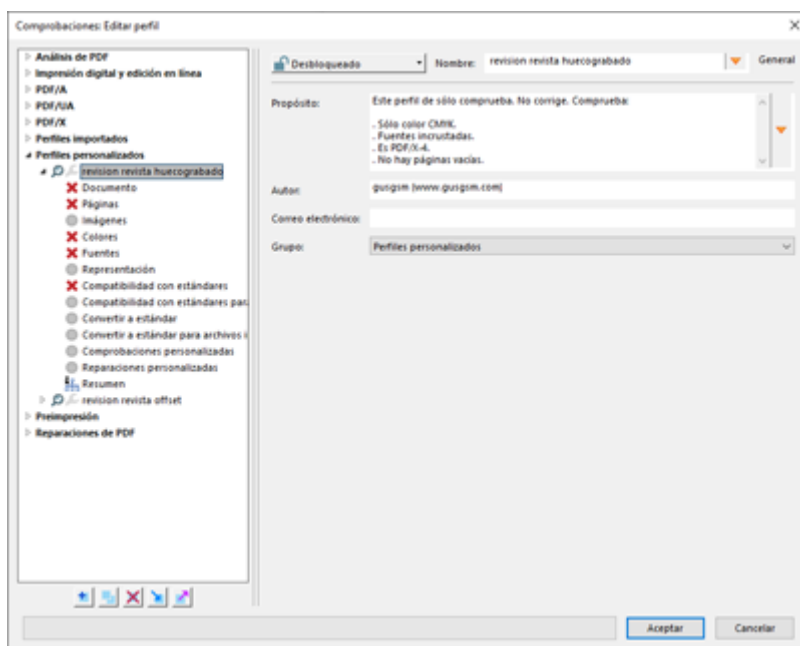 Comprobaciones: Editar perfil
Análisis de PDF
Impresión digital y edición en línea
PDF/A
PDF/UA
PDF/X
Perfiles importados
Perfiles personalizados
revision revista huecograbado
Documento
Páginas
Imágenes
Colores
Fuentes
Representación
Compatibilidad con estándares
Compatibilidad con estándares par
Convertir a estándar
Convertir a estándar para archivos i
Comprobaciones personalizadas
Reparaciones personalizadas
Resumen
revision revista offset
Preimpresión
Reparaciones de PDF
Desbloqueado
Nombre: revision revista huecograbado
General
Propósito:
Este perfil de sólo comprueba. No corrige. Comprueba:
. Sólo color CMYK.
. Fuentes incrustadas.
. Es PDF/X-4.
. No hay páginas vacías.
Autor: gusgsm (www.gusgsm.com)
Correo electrónico:
Grupo: Perfiles personalizados
Aceptar
Cancelar